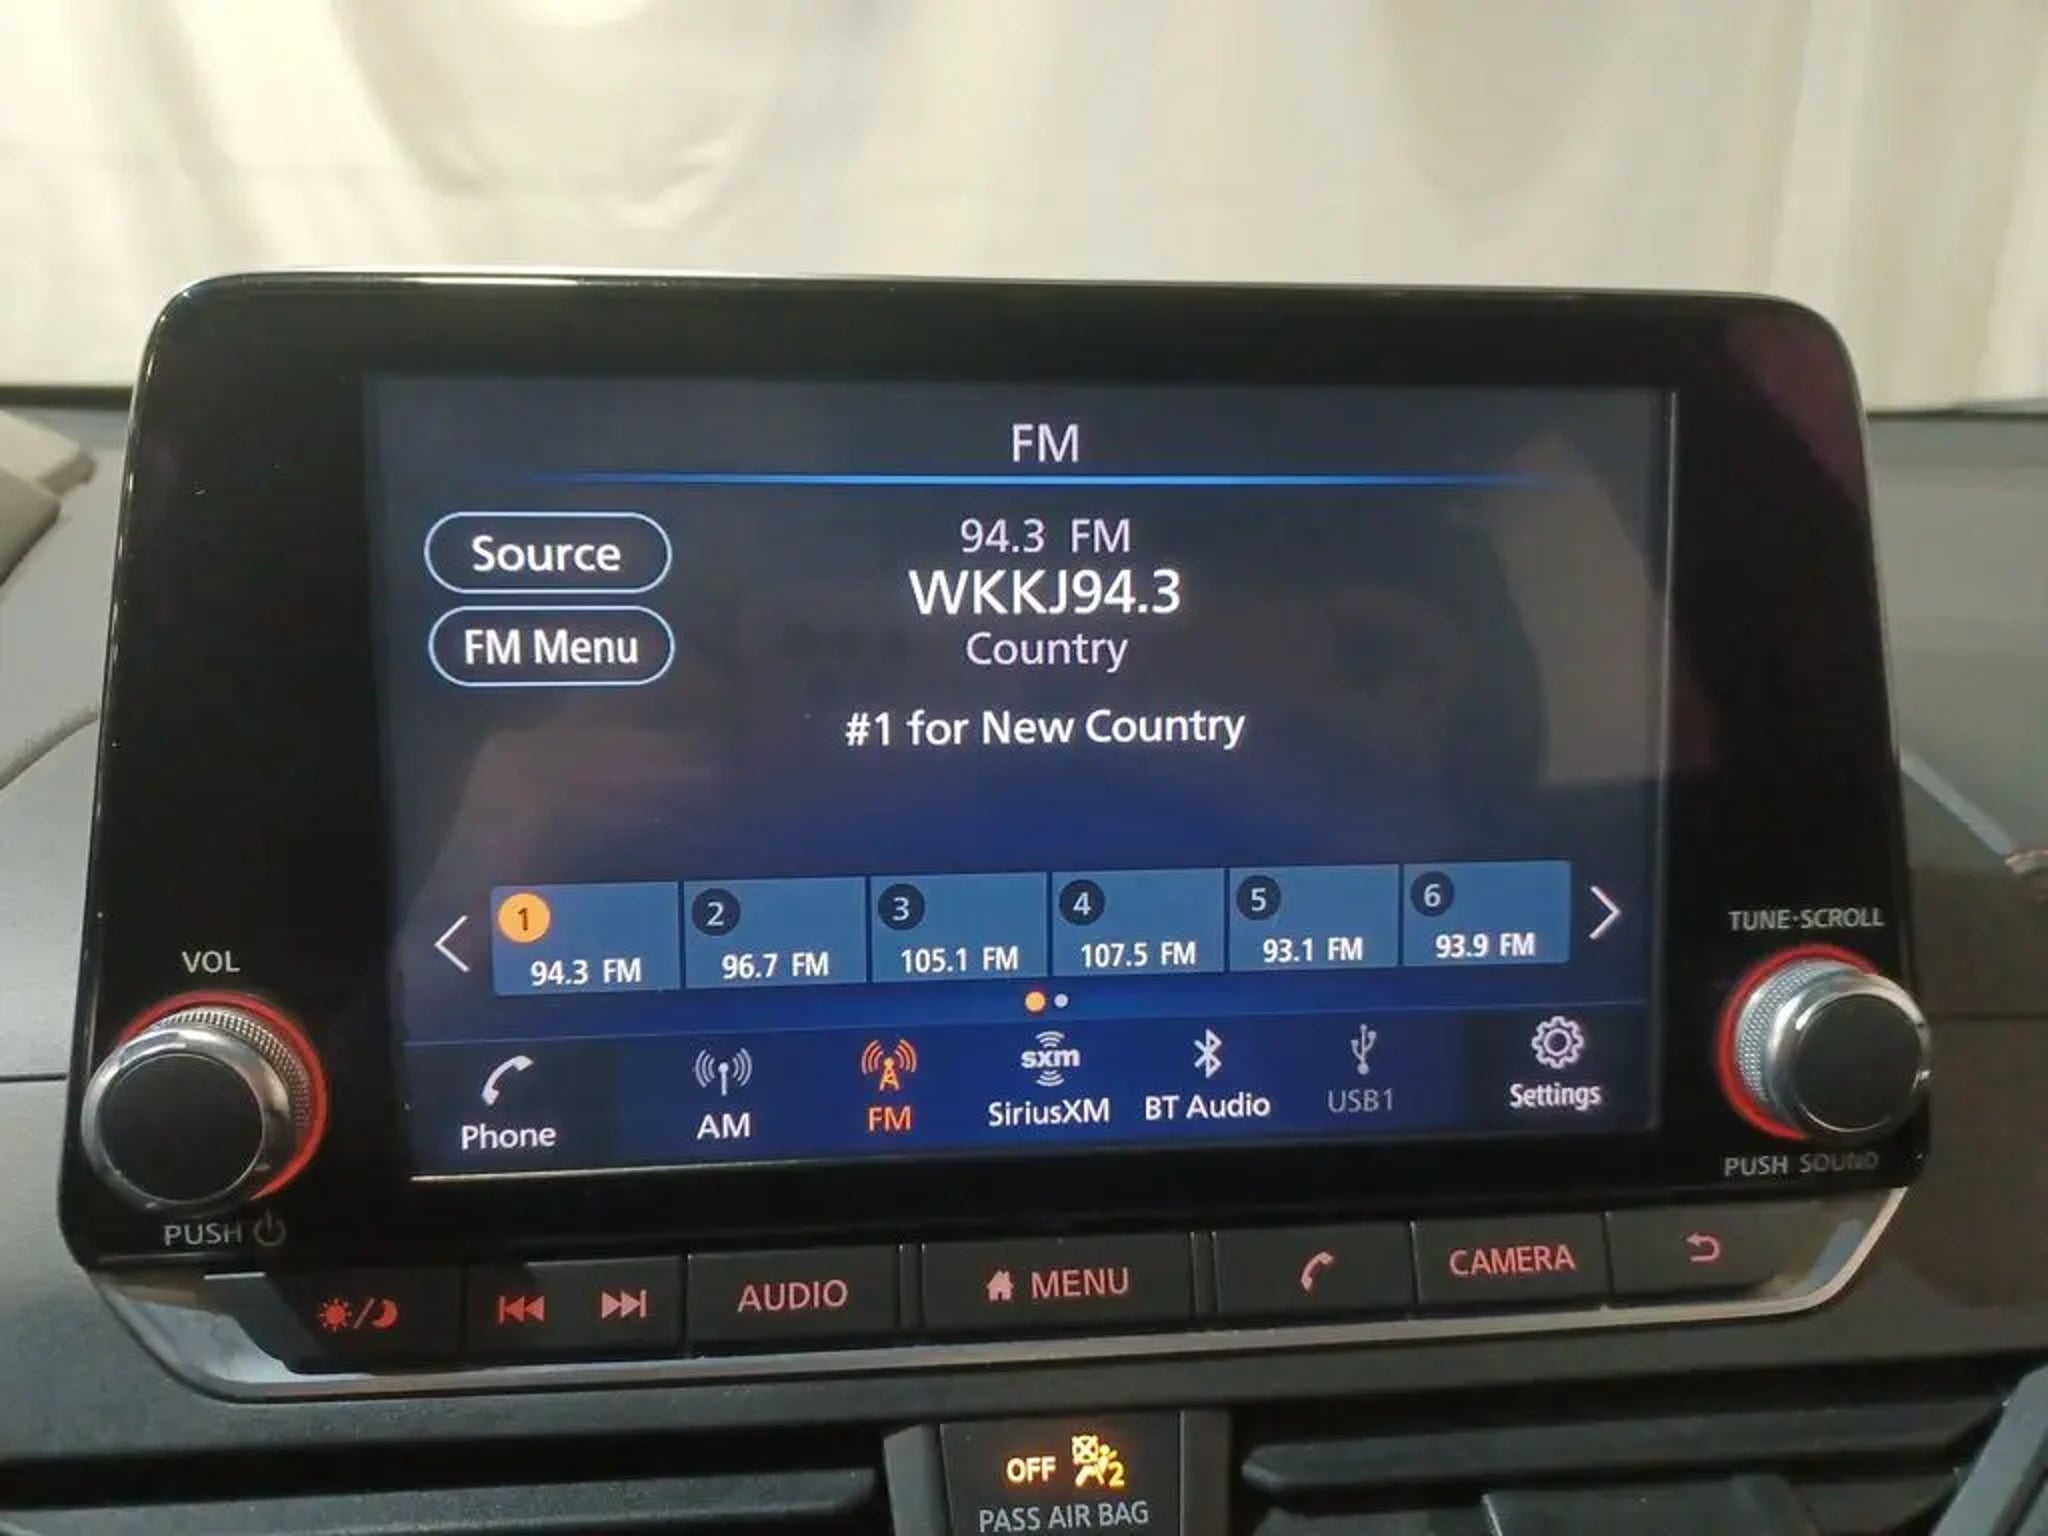 FM
Source
FM Menu
94.3 FM
WKKJ94.3
Country
#1 for New Country
1
94.3 FM
2
96.7 FM
3
105.1 FM
4
107.5 FM
5
93.1 FM
6
93.9 FM
Phone
AM
FM
sxm
SiriusXM
BT Audio
USB1
Settings
VOL
PUSH
TUNE·SCROLL
PUSH SOUND
AUDIO
MENU
CAMERA
OFF
2
PASS AIR BAG